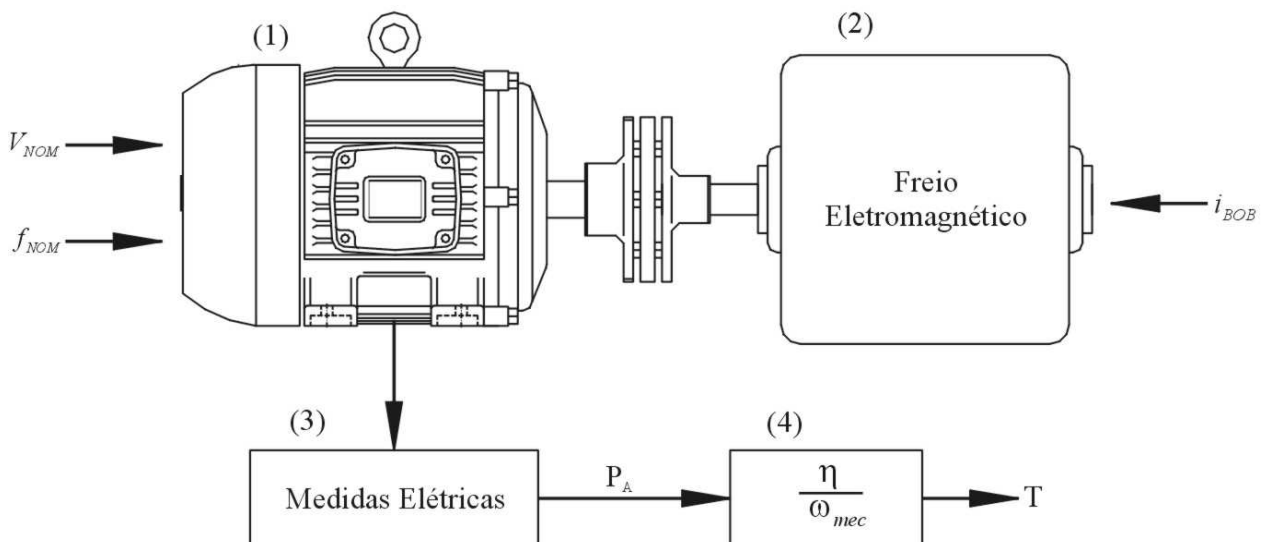 (1)
(2)
V_NOM
f_NOM
Freio
Eletromagnético
i_BOB
(3)
(4)
Medidas Elétricas
P_A
η
ω_mec
T